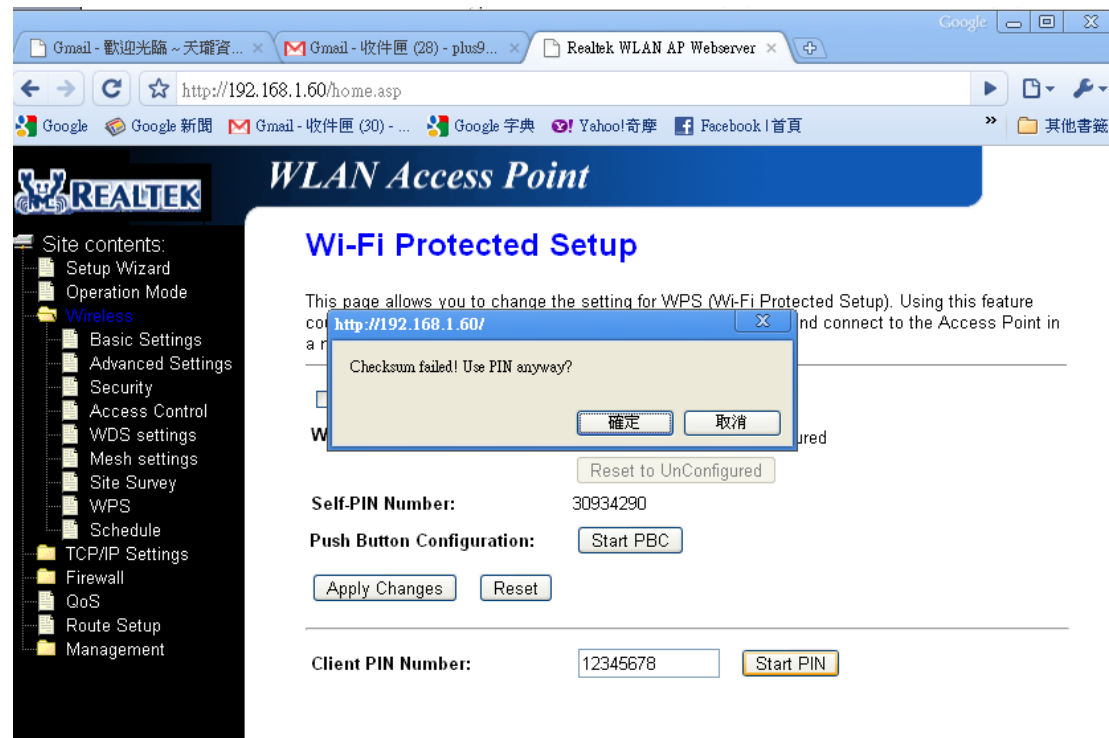 Google
Gmail - 歡迎光臨 ~ 天瓏資...
Gmail - 收件匣 (28) - plus9...
Realtek WLAN AP Webserver
http://192.168.1.60/home.asp
Google
Google 新聞
Gmail - 收件匣 (30) - ...
Google 字典
Yahoo!奇摩
Facebook | 首頁
»
其他書籤
REALTEK
WLAN Access Point
Site contents:
Setup Wizard
Operation Mode
Wireless
Basic Settings
Advanced Settings
Security
Access Control
WDS settings
Mesh settings
Site Survey
WPS
Schedule
TCP/IP Settings
Firewall
QoS
Route Setup
Management
Wi-Fi Protected Setup
This page allows you to change the setting for WPS (Wi-Fi Protected Setup). Using this feature
nd connect to the Access Point in
http://192.168.1.60/
Checksum failed! Use PIN anyway?
確定
取消
Reset to UnConfigured
Self-PIN Number:
30934290
Push Button Configuration:
Start PBC
Apply Changes
Reset
Client PIN Number:
12345678
Start PIN